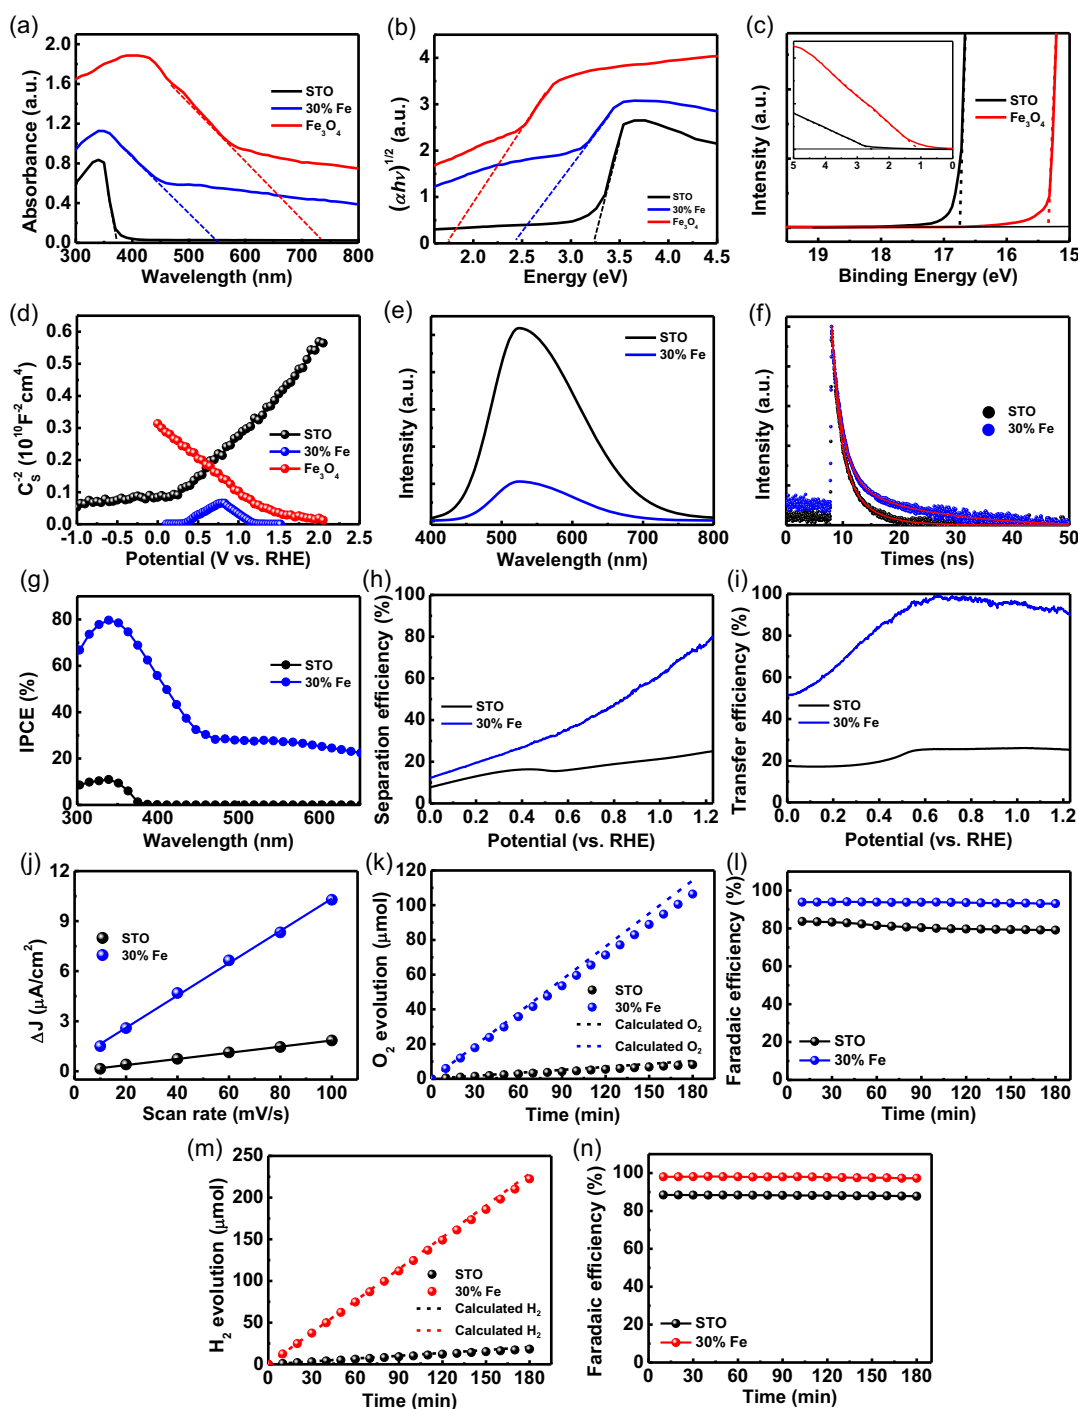 (a)
2.0
1.6
1.2
0.8
0.4
0.0
300 400 500 600 700 800
Absorbance (a.u.)
Wavelength (nm)
STO
30% Fe
Fe3O4
(b)
4
3
2
1
0
2.0 2.5 3.0 3.5 4.0 4.5
(αhν)^1/2 (a.u.)
Energy (eV)
STO
30% Fe
Fe3O4
(c)
Intensity (a.u.)
19 18 17 16 15
Binding Energy (eV)
5 4 3 2 1 0
STO
Fe3O4
(d)
0.6
0.5
0.4
0.3
0.2
0.1
0.0
-1.0 -0.5 0.0 0.5 1.0 1.5 2.0 2.5
Cs^-2 (10^10F^-2cm^4)
Potential (V vs. RHE)
STO
30% Fe
Fe3O4
(e)
Intensity (a.u.)
400 500 600 700 800
Wavelength (nm)
STO
30% Fe
(f)
Intensity (a.u.)
0 10 20 30 40 50
Times (ns)
STO
30% Fe
(g)
80
60
40
20
0
300 400 500 600
IPCE (%)
Wavelength (nm)
STO
30% Fe
(h)
100
80
60
40
20
0
0.0 0.2 0.4 0.6 0.8 1.0 1.2
Separation efficiency (%)
Potential (vs. RHE)
STO
30% Fe
(i)
100
80
60
40
20
0
0.0 0.2 0.4 0.6 0.8 1.0 1.2
Transfer efficiency (%)
Potential (vs. RHE)
STO
30% Fe
(j)
12
9
6
3
0
0 20 40 60 80 100
ΔJ (μA/cm2)
Scan rate (mV/s)
STO
30% Fe
(k)
120
100
80
60
40
20
0
0 30 60 90 120 150 180
O2 evolution (μmol)
Time (min)
STO
30% Fe
Calculated O2
Calculated O2
(l)
100
80
60
40
20
0
0 30 60 90 120 150 180
Faradaic efficiency (%)
Time (min)
STO
30% Fe
(m)
250
200
150
100
50
0
0 30 60 90 120 150 180
H2 evolution (μmol)
Time (min)
STO
30% Fe
Calculated H2
Calculated H2
(n)
100
80
60
40
20
0
0 30 60 90 120 150 180
Faradaic efficiency (%)
Time (min)
STO
30% Fe